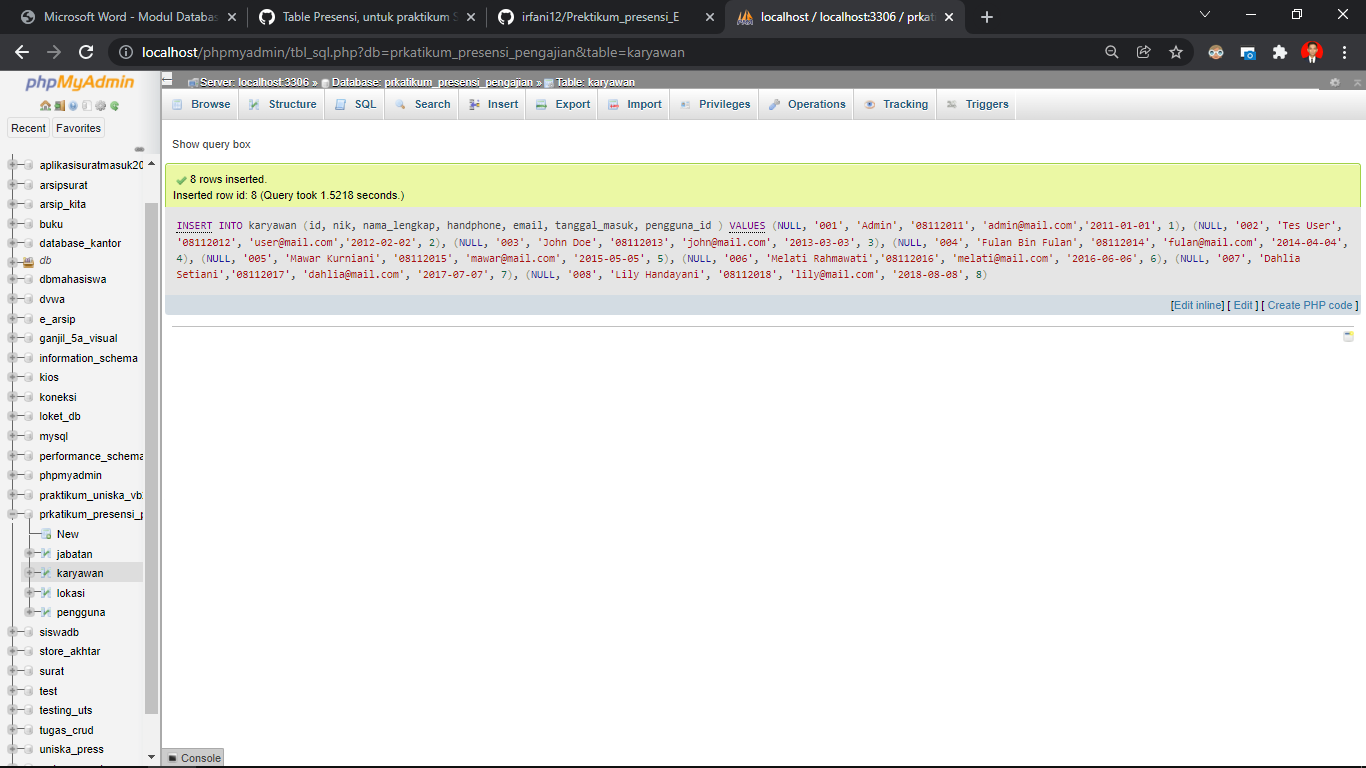 Microsoft Word - Modul Databas
Table Presensi, untuk praktikum S
irfani12/Prektikum_presensi_E
localhost / localhost:3306 / prkati
localhost/phpmyadmin/tbl_sql.php?db=prkatikum_presensi_pengajian&table=karyawan
phpMyAdmin
Recent Favorites
aplikasisuratmasuk20
arsipsurat
arsip_kita
buku
database_kantor
db
dbmahasiswa
dvwa
e_arsip
ganjil_5a_visual
information_schema
kios
koneksi
loket_db
mysql
performance_schema
phpmyadmin
praktikum_uniska_vb
prkatikum_presensi_p
New
jabatan
karyawan
lokasi
pengguna
siswadb
store_akhtar
surat
test
testing_uts
tugas_crud
uniska_press
Server: localhost:3306 » Database: prkatikum_presensi_pengajian » Table: karyawan
Browse Structure SQL Search Insert Export Import Privileges Operations Tracking Triggers
Show query box
8 rows inserted.
Inserted row id: 8 (Query took 1.5218 seconds.)
INSERT INTO karyawan (id, nik, nama_lengkap, handphone, email, tanggal_masuk, pengguna_id ) VALUES (NULL, '001', 'Admin', '08112011', 'admin@mail.com','2011-01-01', 1), (NULL, '002', 'Tes User',
'08112012', 'user@mail.com','2012-02-02', 2), (NULL, '003', 'John Doe', '08112013', 'john@mail.com', '2013-03-03', 3), (NULL, '004', 'Fulan Bin Fulan', '08112014', 'fulan@mail.com', '2014-04-04',
4), (NULL, '005', 'Mawar Kurniani', '08112015', 'mawar@mail.com', '2015-05-05', 5), (NULL, '006', 'Melati Rahmawati','08112016', 'melati@mail.com', '2016-06-06', 6), (NULL, '007', 'Dahlia
Setiani','08112017', 'dahlia@mail.com', '2017-07-07', 7), (NULL, '008', 'Lily Handayani', '08112018', 'lily@mail.com', '2018-08-08', 8)
[Edit inline] [ Edit ] [ Create PHP code ]
Console